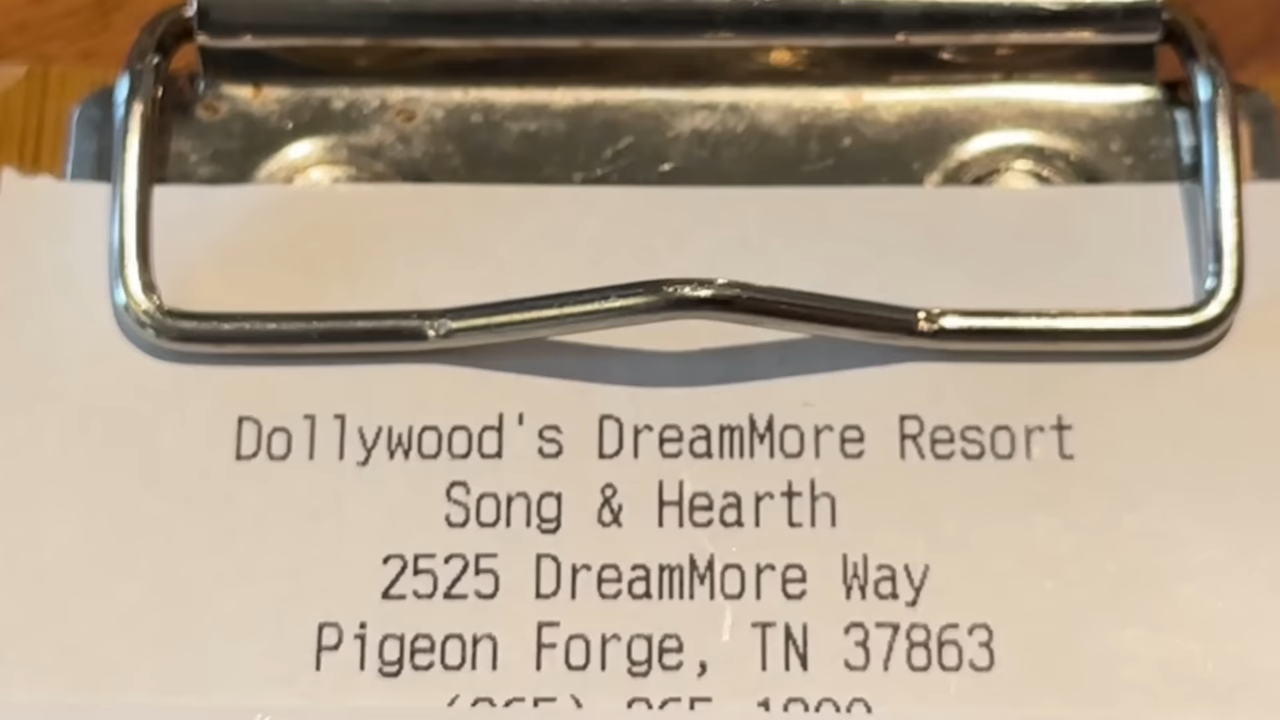 Dollywood's DreamMore Resort
Song & Hearth
2525 DreamMore Way
Pigeon Forge, TN 37863